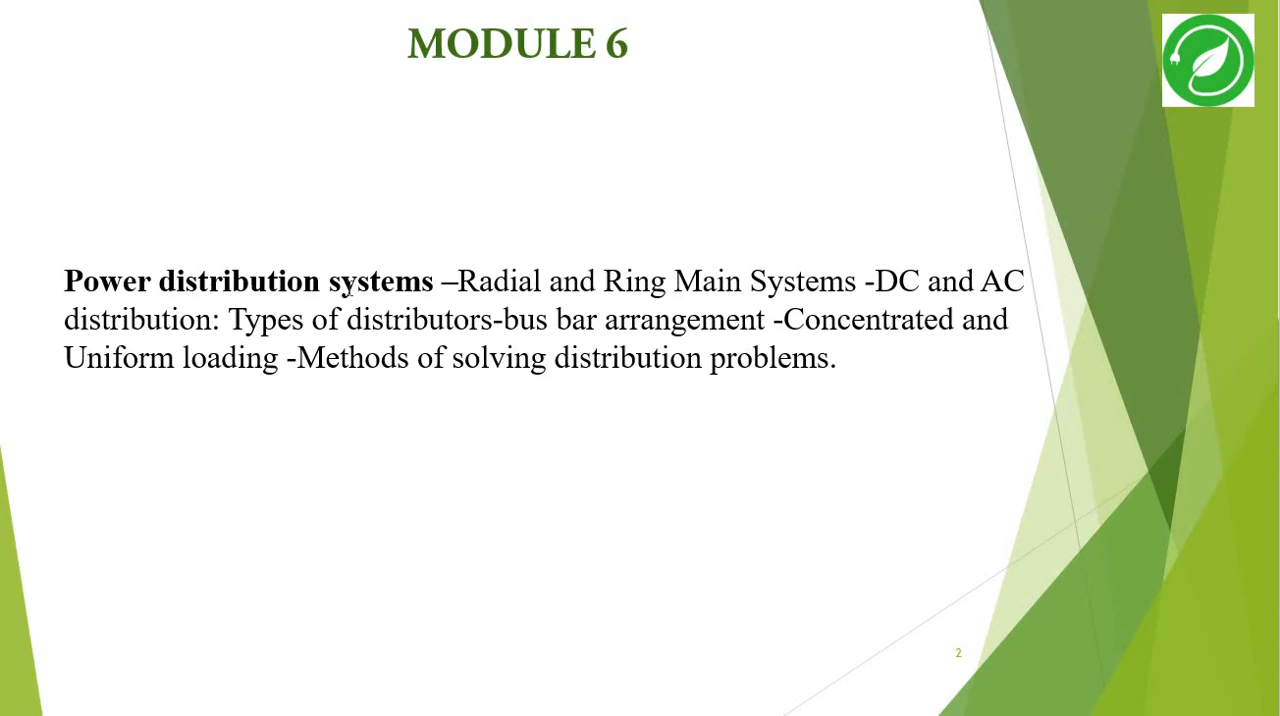 MODULE 6
Power distribution systems –Radial and Ring Main Systems -DC and AC
distribution: Types of distributors-bus bar arrangement -Concentrated and
Uniform loading -Methods of solving distribution problems.
2